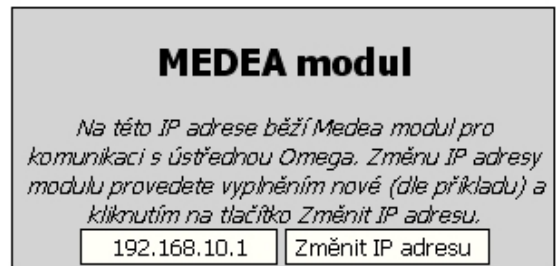 MEDEA modul
Na této IP adrese běží Medea modul pro
komunikaci s ústřednou Omega. Změnu IP adresy
modulu provedete vyplněním nové (dle příkladu) a
kliknutím na tlačítko Změnit IP adresu.
192.168.10.1 Změnit IP adresu